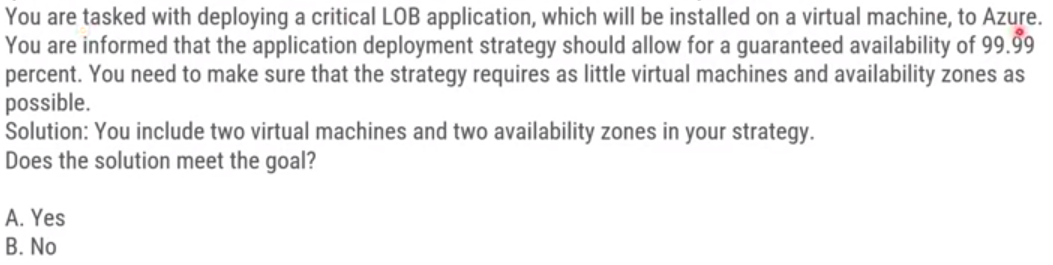 You are tasked with deploying a critical LOB application, which will be installed on a virtual machine, to Azure.
You are informed that the application deployment strategy should allow for a guaranteed availability of 99.99
percent. You need to make sure that the strategy requires as little virtual machines and availability zones as
possible.
Solution: You include two virtual machines and two availability zones in your strategy.
Does the solution meet the goal?
A. Yes
B. No